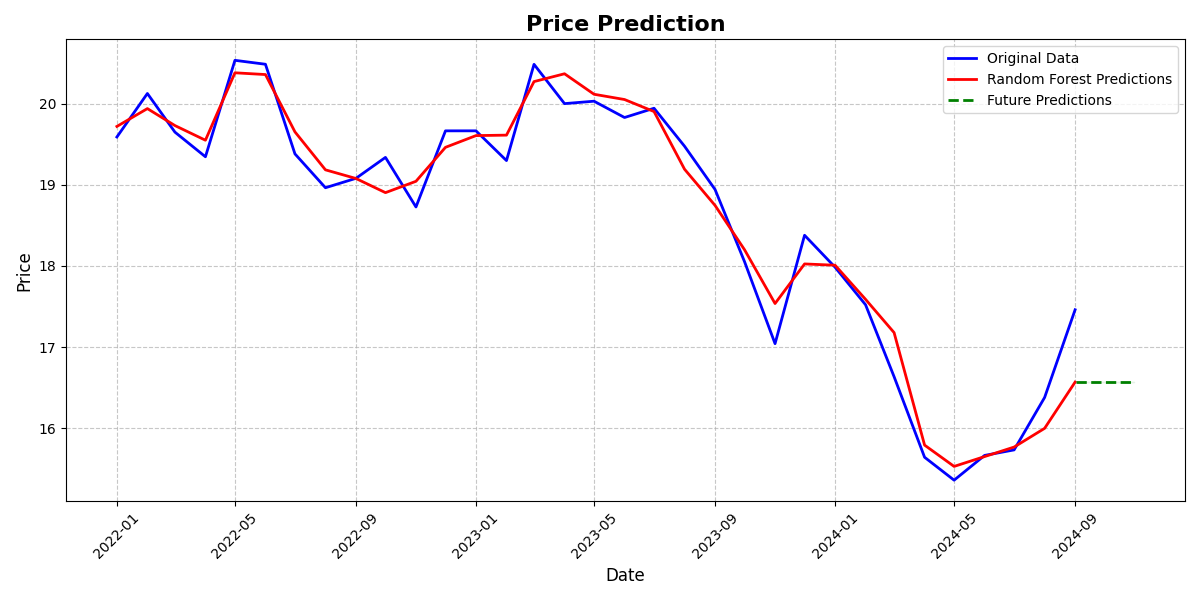 Price Prediction
Original Data
Random Forest Predictions
Future Predictions
Price
20
19
18
17
16
2022-01
2022-05
2022-09
2023-01
2023-05
2023-09
2024-01
2024-05
2024-09
Date